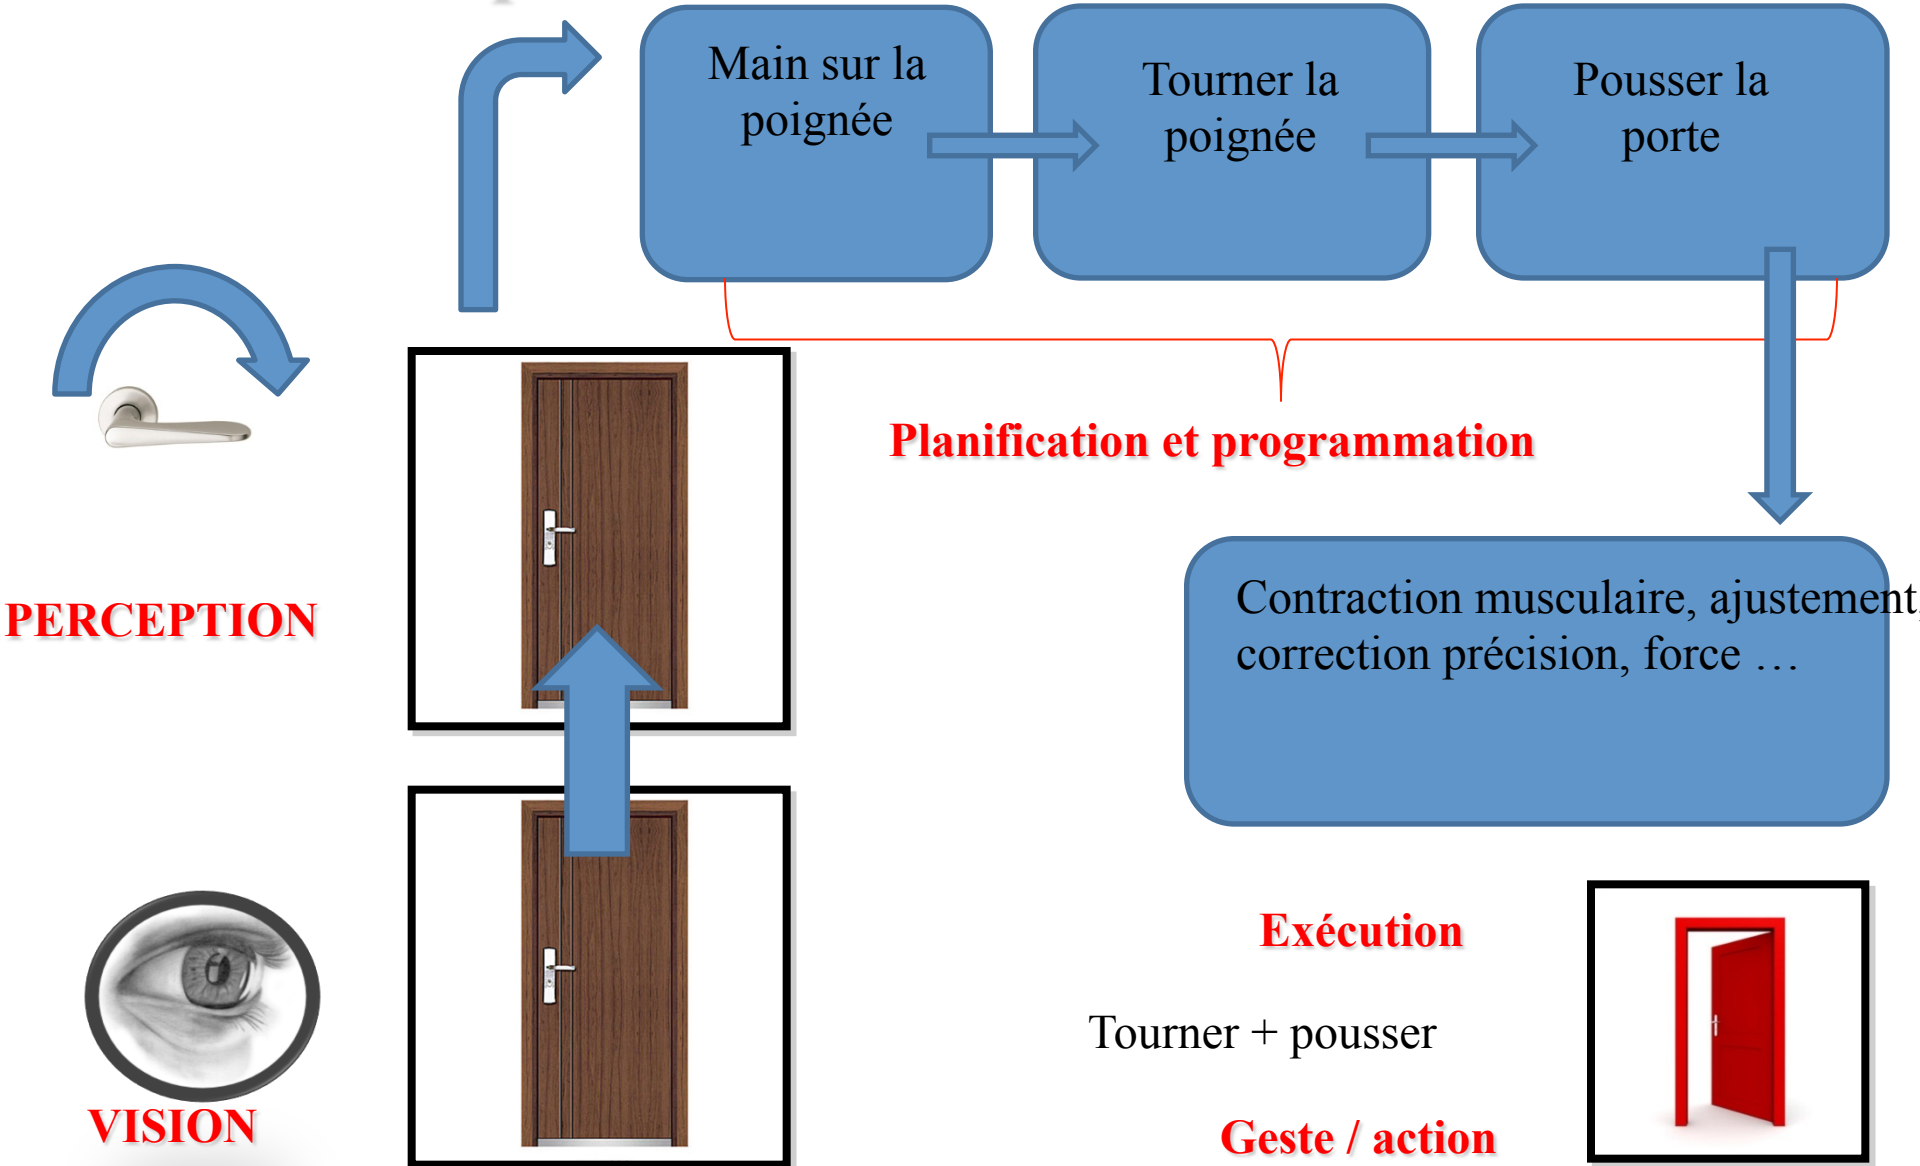 Main sur la
poignée
Tourner la
poignée
Pousser la
porte
Planification et programmation
PERCEPTION
Contraction musculaire, ajustement,
correction précision, force …
VISION
Exécution
Tourner + pousser
Geste / action